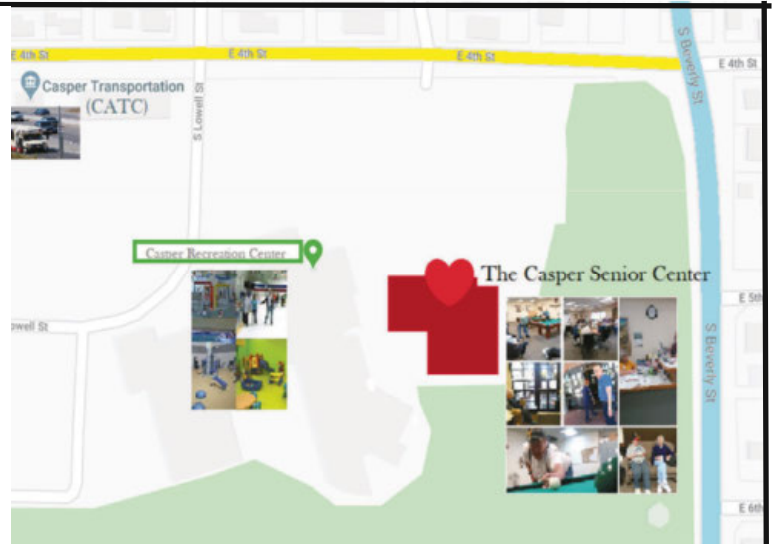 E 4th St
E 4th St
E 4th St
E 4th St
S Beverly St
Casper Transportation
(CATC)
S Lowell St
Casper Recreation Center
The Casper Senior Center
E 5th
S Beverly St
owell St
E 6th